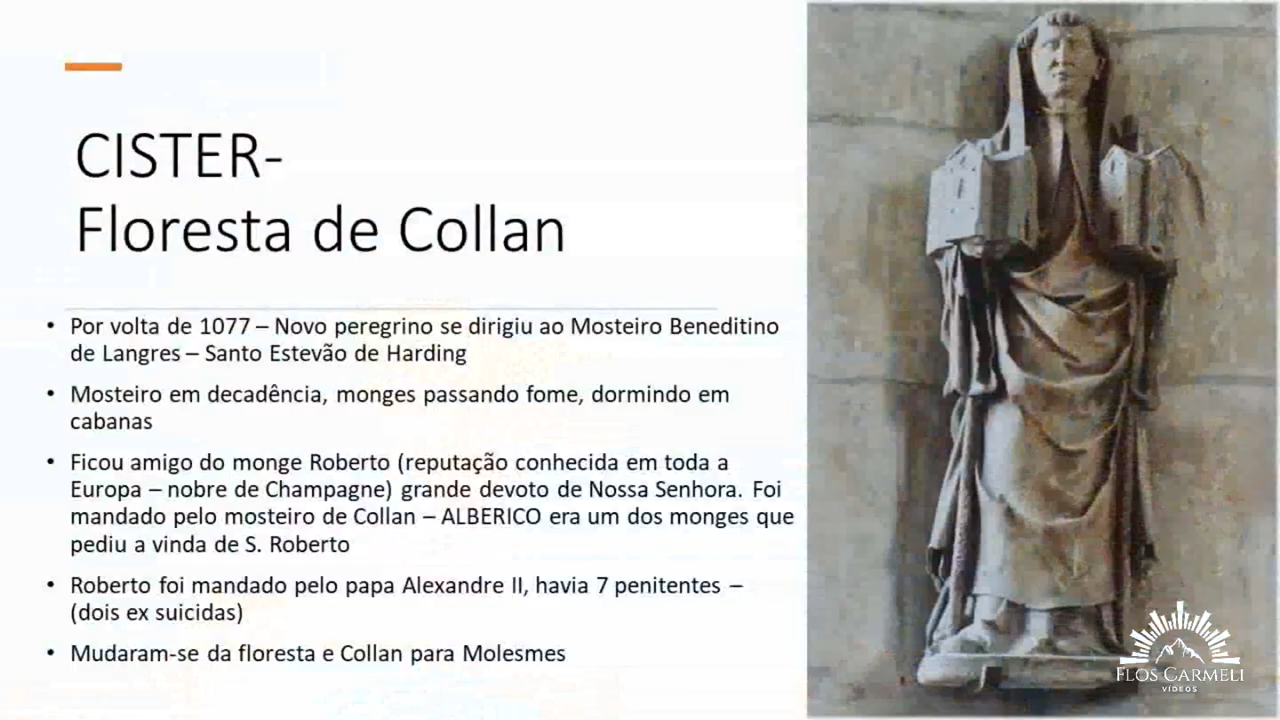 CISTER-
Floresta de Collan
• Por volta de 1077 – Novo peregrino se dirigiu ao Mosteiro Beneditino
de Langres – Santo Estevão de Harding
• Mosteiro em decadência, monges passando fome, dormindo em
cabanas
• Ficou amigo do monge Roberto (reputação conhecida em toda a
Europa – nobre de Champagne) grande devoto de Nossa Senhora. Foi
mandado pelo mosteiro de Collan – ALBERICO era um dos monges que
pediu a vinda de S. Roberto
• Roberto foi mandado pelo papa Alexandre II, havia 7 penitentes –
(dois ex suicidas)
• Mudaram-se da floresta e Collan para Molesmes
FLOS CARMELI
VÍDEOS